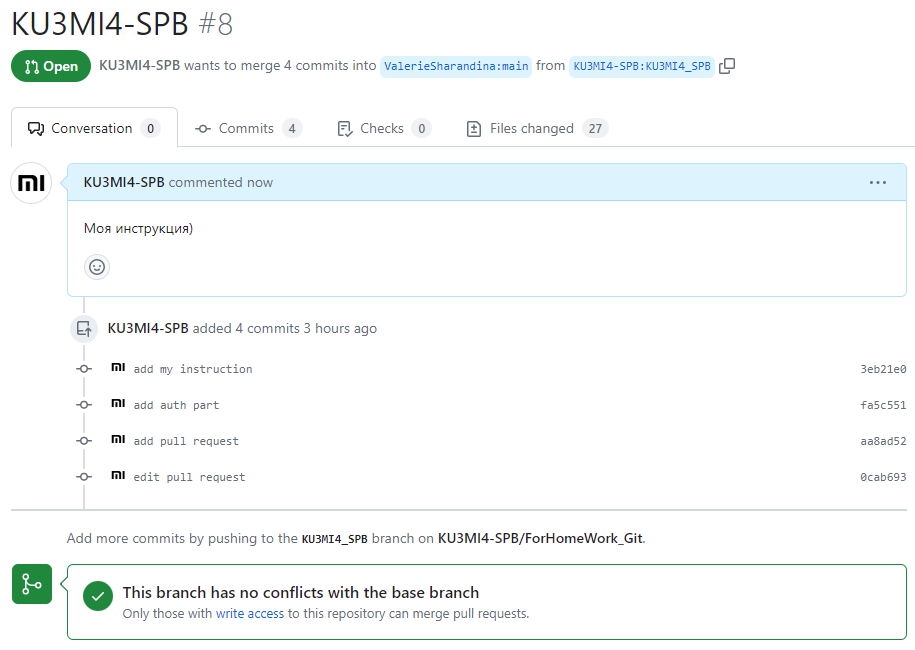 KU3MI4-SPB #8
Open KU3MI4-SPB wants to merge 4 commits into ValerieSharandina:main from KU3MI4-SPB:KU3MI4_SPB
Conversation 0 Commits 4 Checks 0 Files changed 27
KU3MI4-SPB commented now
Моя инструкция)
KU3MI4-SPB added 4 commits 3 hours ago
add my instruction 3eb21e0
add auth part fa5c551
add pull request aa8ad52
edit pull request 0cab693
Add more commits by pushing to the KU3MI4_SPB branch on KU3MI4-SPB/ForHomeWork_Git.
This branch has no conflicts with the base branch
Only those with write access to this repository can merge pull requests.